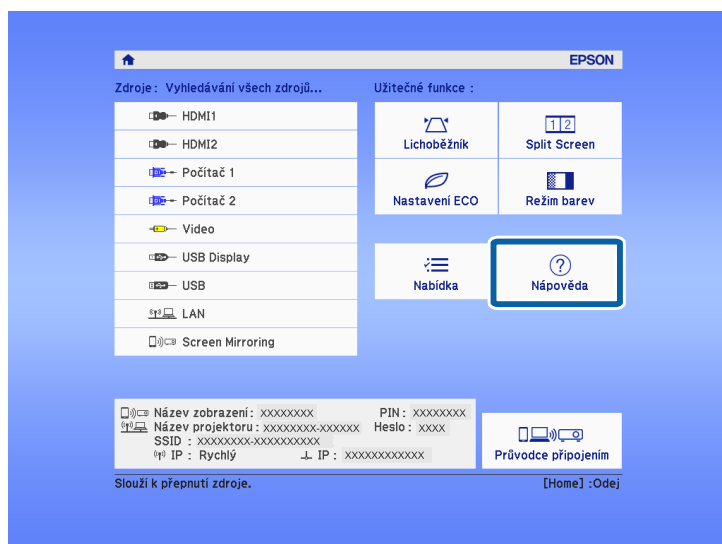 EPSON
Zdroje: Vyhledávání všech zdrojů...
HDMI1
HDMI2
Počítač 1
Počítač 2
Video
USB Display
USB
LAN
Screen Mirroring
Užitečné funkce :
Lichoběžník
1 2
Split Screen
Nastavení ECO
Režim barev
Nabídka
?
Nápověda
Název zobrazení: XXXXXXXX PIN: XXXXXXXX
Název projektoru: XXXXXXXX-XXXXXX Heslo: XXXX
SSID : XXXXXXXX-XXXXXXXXXX
IP : Rychlý IP : XXXXXXXXXXXX
Průvodce připojením
Slouží k přepnutí zdroje. [Home] :Odej